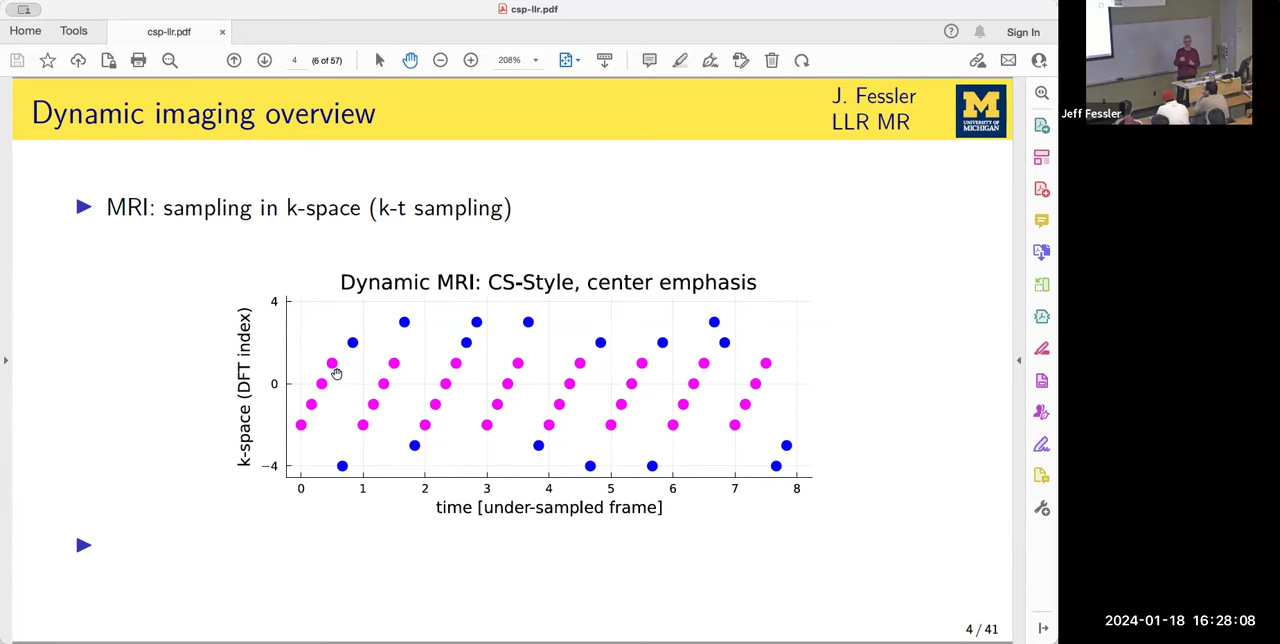 csp-llr.pdf
Home
Tools
csp-llr.pdf
×
Sign In
4
(6 of 57)
208%
Dynamic imaging overview
J. Fessler
LLR MR
M
UNIVERSITY OF
MICHIGAN
Jeff Fessler
MRI: sampling in k-space (k-t sampling)
Dynamic MRI: CS-Style, center emphasis
k-space (DFT index)
4
0
−4
0 1 2 3 4 5 6 7 8
time [under-sampled frame]
4 / 41
2024-01-18 16:28:08